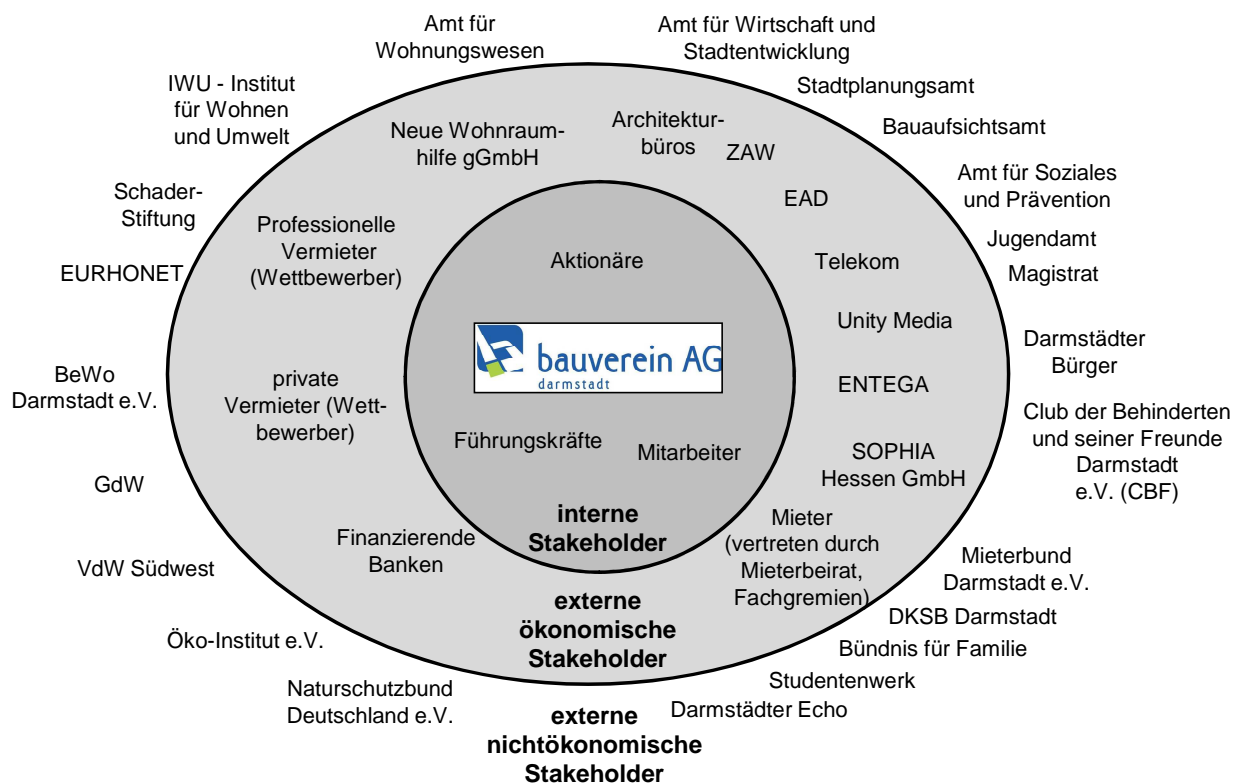 Amt für
Wohnungswesen
Amt für Wirtschaft und
Stadtentwicklung
Stadtplanungsamt
Bauaufsichtsamt
Amt für Soziales
und Prävention
Jugendamt
Magistrat
Darmstädter
Bürger
Club der Behinderten
und seiner Freunde
Darmstadt
e.V. (CBF)
Mieterbund
Darmstadt e.V.
DKSB Darmstadt
Bündnis für Familie
Studentenwerk
Darmstädter Echo
externe
nichtökonomische
Stakeholder
Naturschutzbund
Deutschland e.V.
Öko-Institut e.V.
VdW Südwest
GdW
BeWo
Darmstadt e.V.
EURHONET
Schader-
Stiftung
IWU - Institut
für Wohnen
und Umwelt
Neue Wohnraum-
hilfe gGmbH
Architektur-
büros
ZAW
EAD
Telekom
Unity Media
ENTEGA
SOPHIA
Hessen GmbH
Mieter
(vertreten durch
Mieterbeirat,
Fachgremien)
externe
ökonomische
Stakeholder
Finanzierende
Banken
private
Vermieter (Wett-
bewerber)
Professionelle
Vermieter
(Wettbewerber)
Aktionäre
bauverein AG
darmstadt
Führungskräfte
Mitarbeiter
interne
Stakeholder